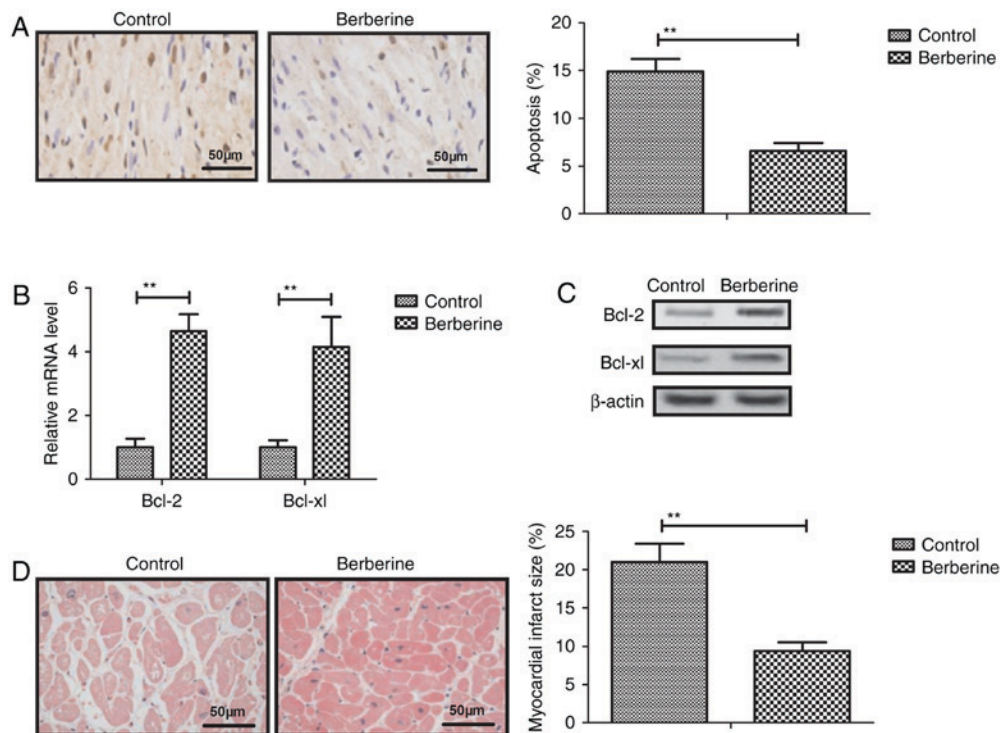 A
Control
Berberine
50µm
50µm
Apoptosis (%)
20
15
10
5
0
**
Control
Berberine
B
Relative mRNA level
6
4
2
0
**
**
Bcl-2
Bcl-xl
Control
Berberine
C
Control Berberine
Bcl-2
Bcl-xl
β-actin
D
Control
Berberine
50µm
50µm
Myocardial infarct size (%)
25
20
15
10
5
0
**
Control
Berberine